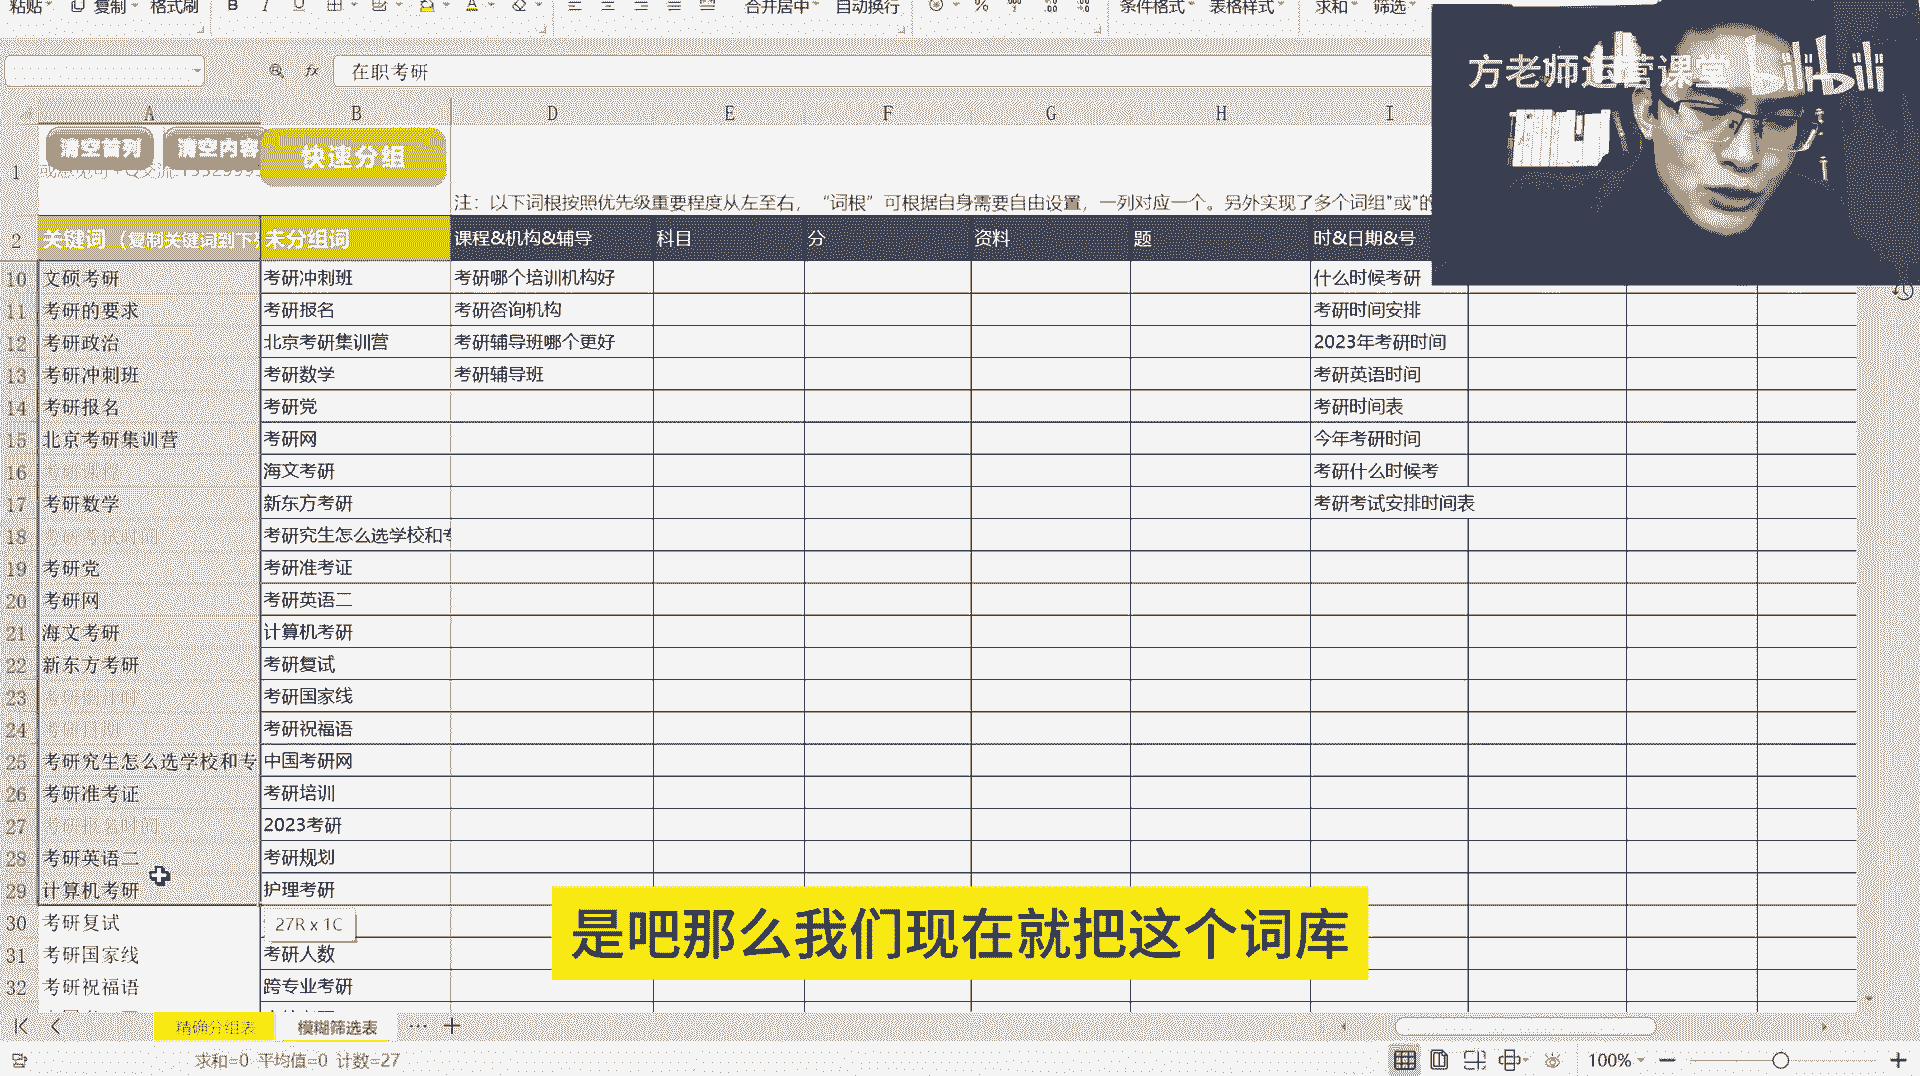 粘贴 复制 格式刷 B I U A 合并居中 自动换行 % 条件格式 表格样式 求和 筛选
fx 在职考研
A B D E F G H I
方老师运营课堂 bilibili
清空首列 清空内容 快速分组
1
注：以下词根按照优先级重要程度从左至右，“词根”可根据自身需要自由设置，一列对应一个。另外实现了多个词组"或"的
2 关键词（复制关键词到下 未分组词 课程&机构&辅导 科目 分 资料 题 时&日期&号
10 文硕考研 考研冲刺班 考研哪个培训机构好 什么时候考研
11 考研的要求 考研报名 考研咨询机构 考研时间安排
12 考研政治 北京考研集训营 考研辅导班哪个更好 2023年考研时间
13 考研冲刺班 考研数学 考研辅导班 考研英语时间
14 考研报名 考研党 考研时间表
15 北京考研集训营 考研网 今年考研时间
16 海文考研 考研什么时候考
17 考研数学 新东方考研 考研考试安排时间表
18 考研考试时间 考研究生怎么选学校和专
19 考研党 考研准考证
20 考研网 考研英语二
21 海文考研 计算机考研
22 新东方考研 考研复试
23 考研倒计时 考研国家线
24 考研日期 考研祝福语
25 考研究生怎么选学校和专 中国考研网
26 考研准考证 考研培训
27 考研报名时间 2023考研
28 考研英语二 考研规划
29 计算机考研 护理考研
30 考研复试 27R x 1C
31 考研国家线 考研人数
32 考研祝福语 跨专业考研
是吧那么我们现在就把这个词库
精确分组表 模糊筛选表 ··· +
求和=0 平均值=0 计数=27 100%